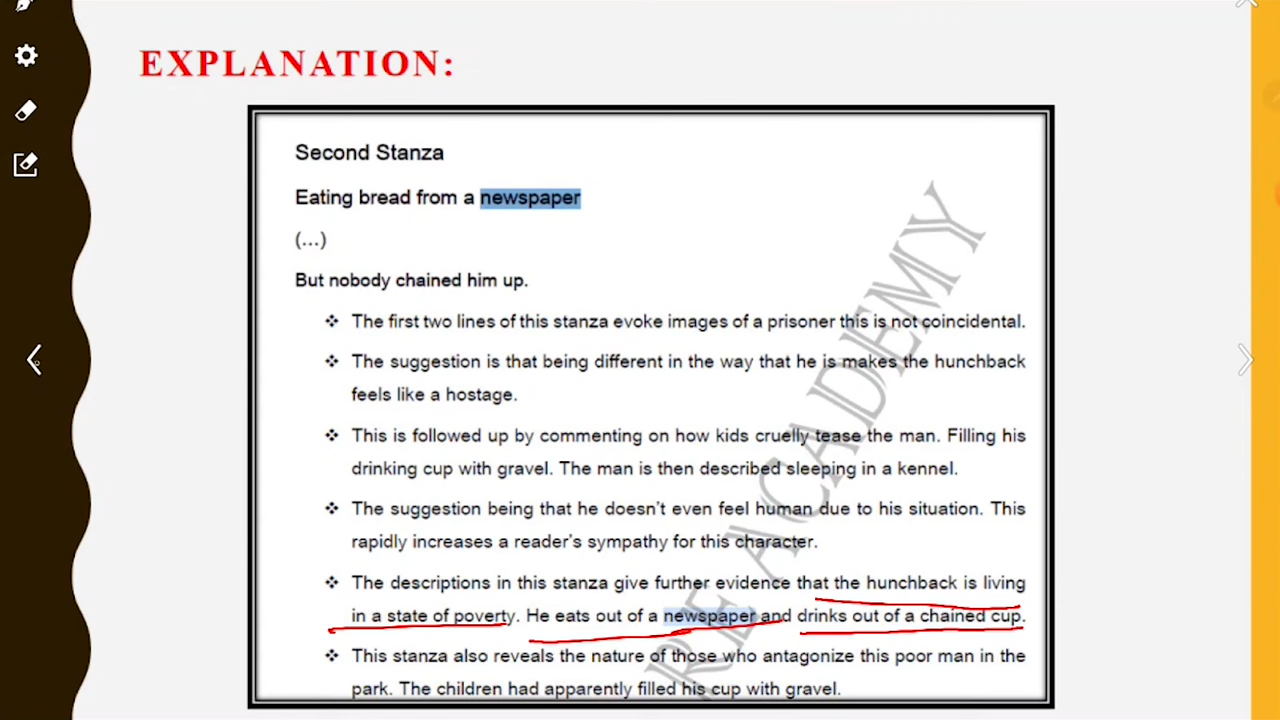 EXPLANATION:
Second Stanza
Eating bread from a newspaper
(...)
But nobody chained him up.
❖ The first two lines of this stanza evoke images of a prisoner this is not coincidental.
❖ The suggestion is that being different in the way that he is makes the hunchback
feels like a hostage.
❖ This is followed up by commenting on how kids cruelly tease the man. Filling his
drinking cup with gravel. The man is then described sleeping in a kennel.
❖ The suggestion being that he doesn't even feel human due to his situation. This
rapidly increases a reader's sympathy for this character.
❖ The descriptions in this stanza give further evidence that the hunchback is living
in a state of poverty. He eats out of a newspaper and drinks out of a chained cup.
❖ This stanza also reveals the nature of those who antagonize this poor man in the
park. The children had apparently filled his cup with gravel.
RE ACADEMY